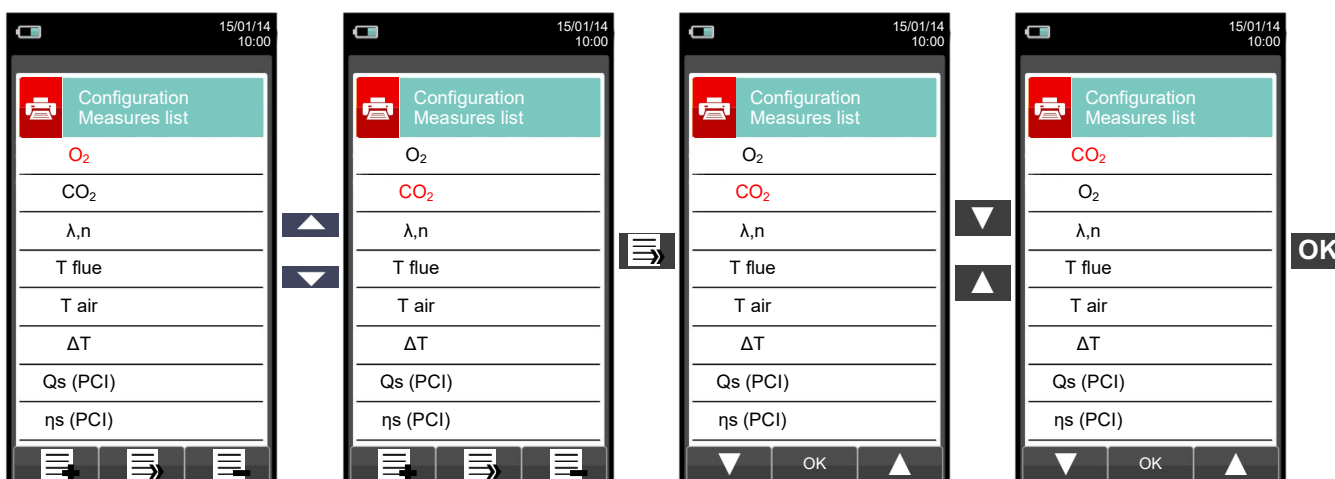 15/01/14
10:00
Configuration
Measures list
O₂
CO₂
λ,n
T flue
T air
ΔT
Qs (PCI)
ηs (PCI)
15/01/14
10:00
Configuration
Measures list
O₂
CO₂
λ,n
T flue
T air
ΔT
Qs (PCI)
ηs (PCI)
15/01/14
10:00
Configuration
Measures list
O₂
CO₂
λ,n
T flue
T air
ΔT
Qs (PCI)
ηs (PCI)
OK
15/01/14
10:00
Configuration
Measures list
CO₂
O₂
λ,n
T flue
T air
ΔT
Qs (PCI)
ηs (PCI)
OK
OK